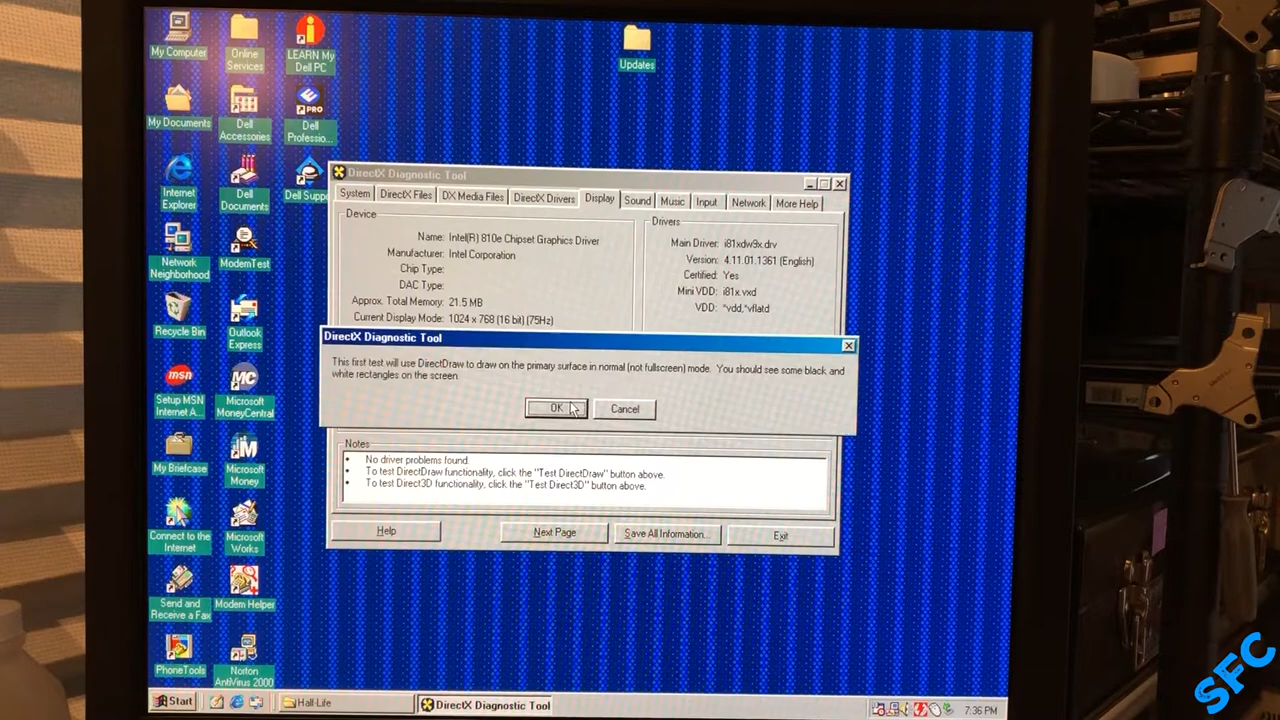 My Computer
Online
Services
LEARN My
Dell PC
Updates
My Documents
Dell
Accessories
PRO
Dell
Professio...
Internet
Explorer
Dell
Documents
Dell Suppo
Network
Neighborhood
ModemTest
Recycle Bin
Outlook
Express
msn
Setup MSN
Internet A...
MC
Microsoft
MoneyCentral
My Briefcase
Microsoft
Money
Connect to the
Internet
Microsoft
Works
Send and
Receive a Fax
Modem Helper
PhoneTools
Norton
AntiVirus 2000
DirectX Diagnostic Tool
System DirectX Files DX Media Files DirectX Drivers Display Sound Music Input Network More Help
Device
Name: Intel(R) 810e Chipset Graphics Driver
Manufacturer: Intel Corporation
Chip Type:
DAC Type:
Approx. Total Memory: 21.5 MB
Current Display Mode: 1024 x 768 (16 bit) (75Hz)
Drivers
Main Driver: i81xdw9x.drv
Version: 4.11.01.1361 (English)
Certified: Yes
Mini VDD: i81x.vxd
VDD: *vdd,*vflatd
DirectX Diagnostic Tool
This first test will use DirectDraw to draw on the primary surface in normal (not fullscreen) mode. You should see some black and
white rectangles on the screen.
OK Cancel
Notes
No driver problems found.
To test DirectDraw functionality, click the "Test DirectDraw" button above.
To test Direct3D functionality, click the "Test Direct3D" button above.
Help Next Page Save All Information... Exit
Start Half-Life DirectX Diagnostic Tool 7:36 PM
SFC